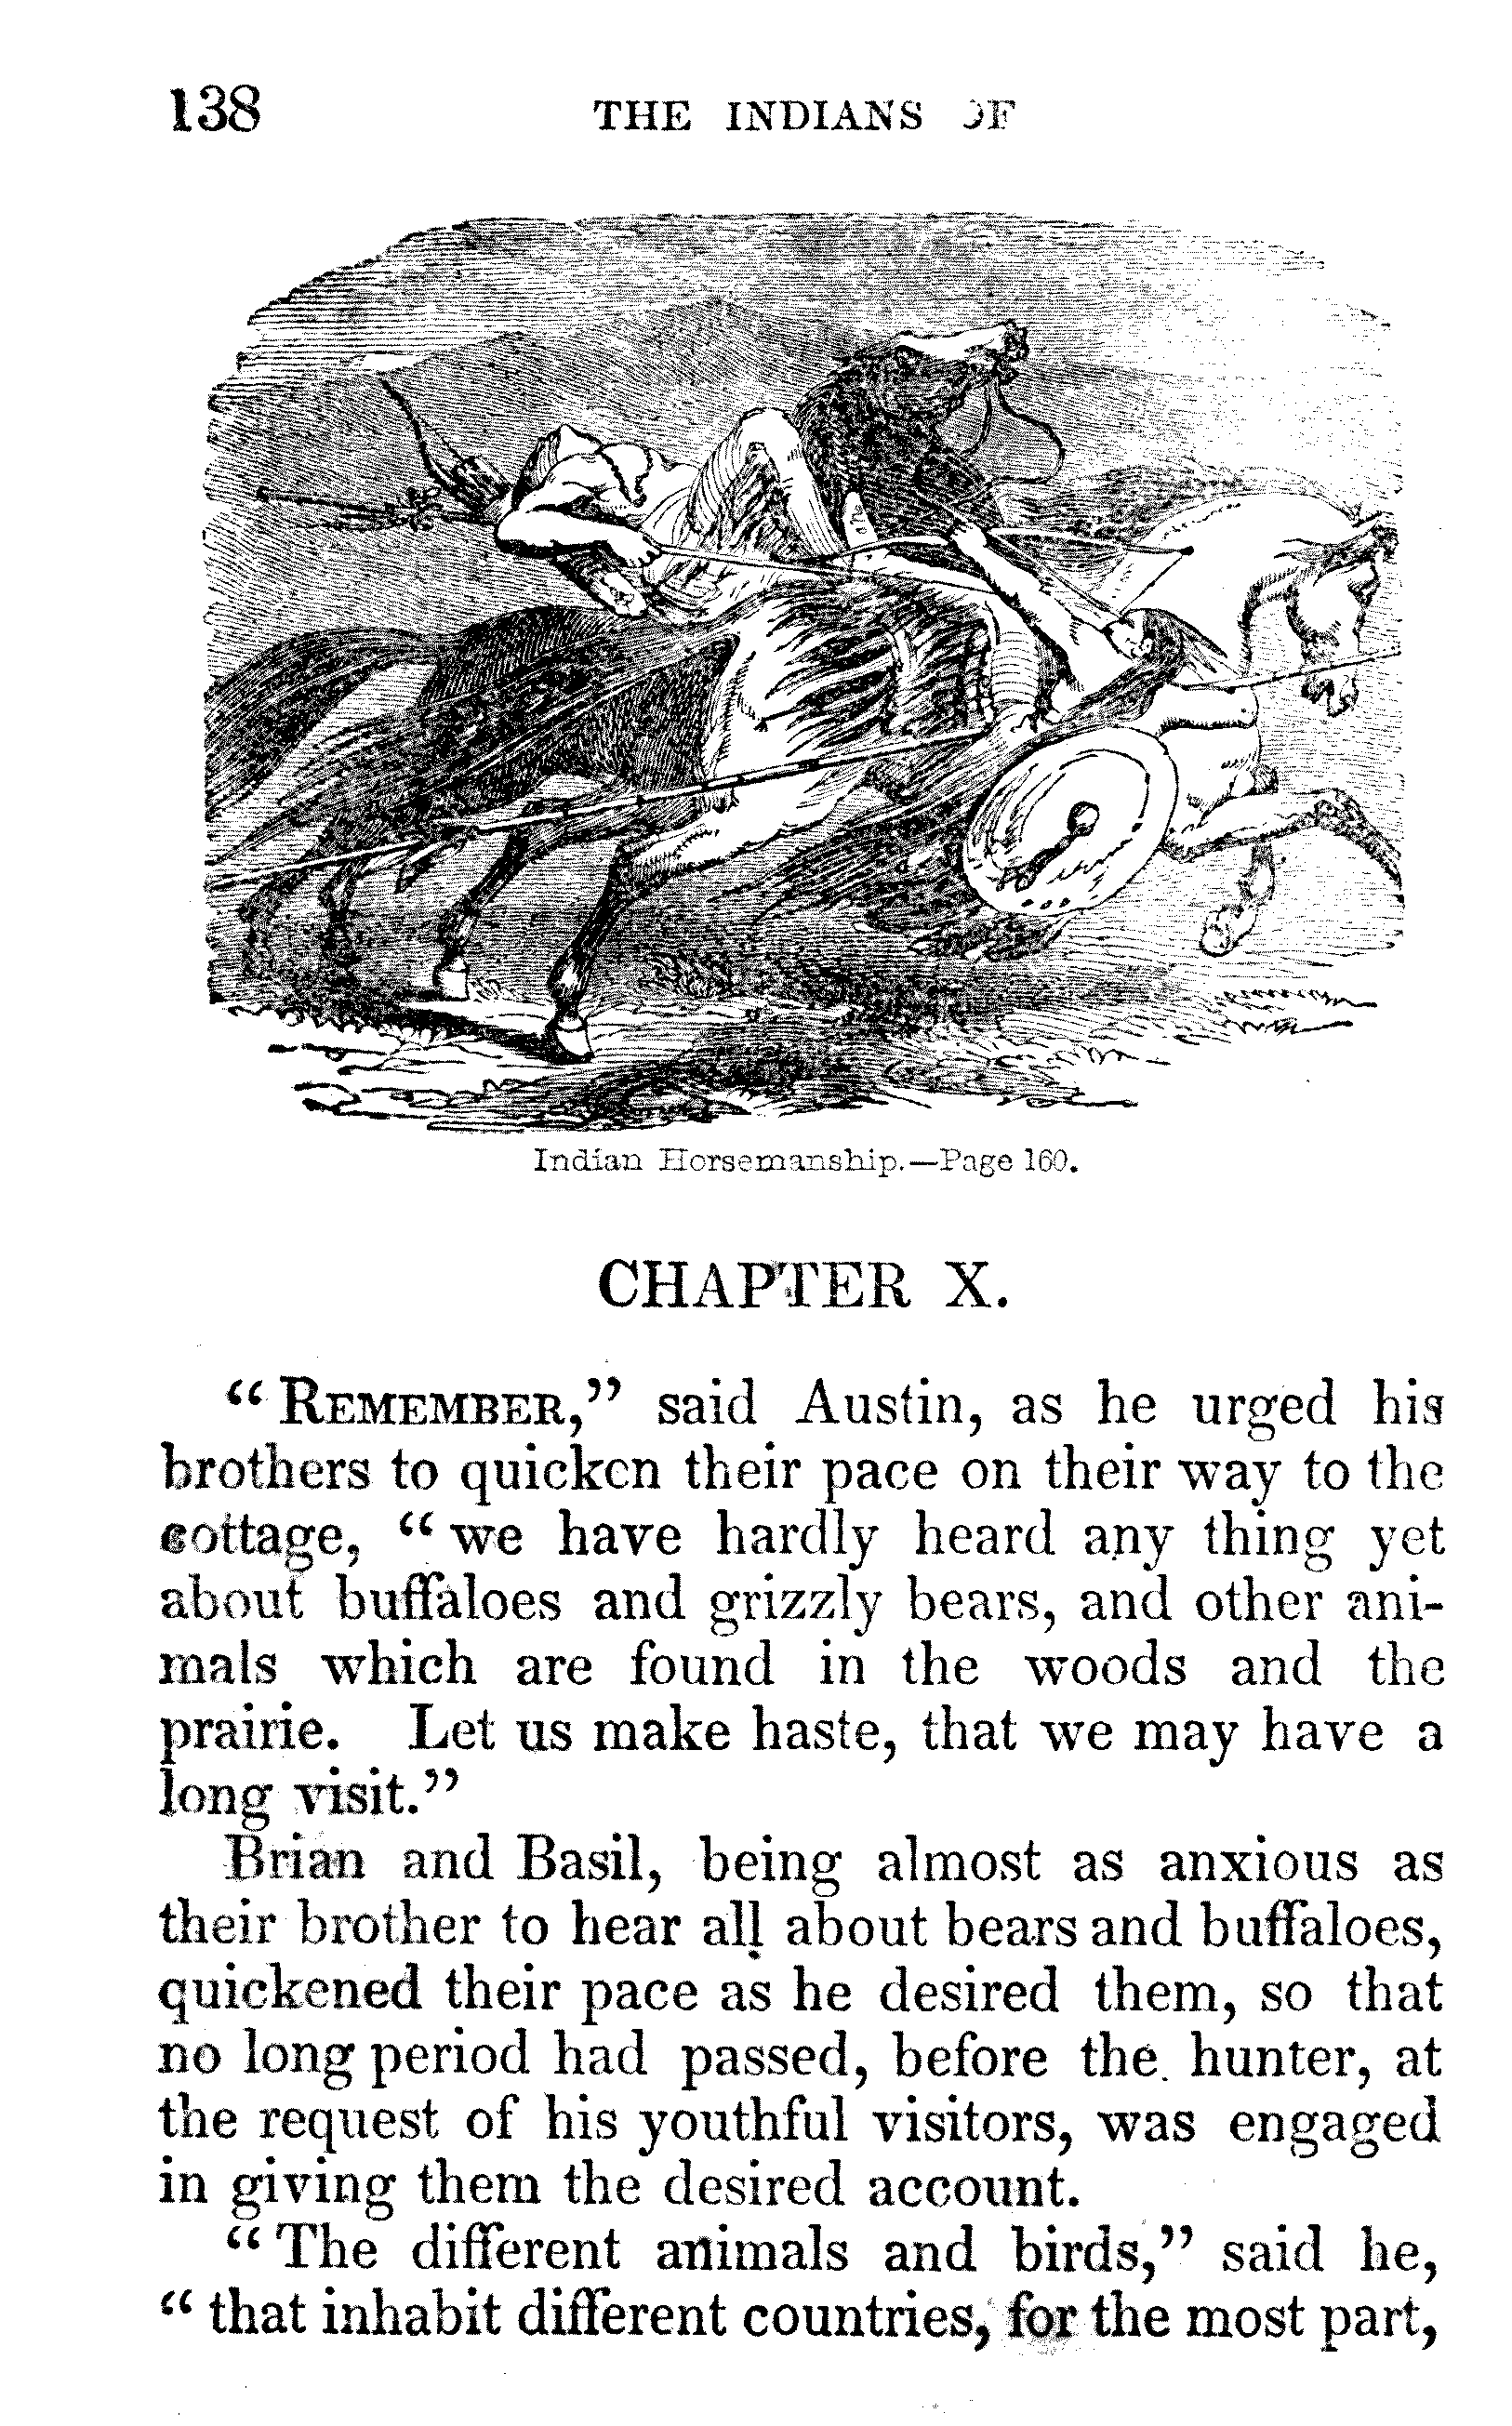 138 THE INDIANS OF
Indian Horsemanship.—Page 160.
CHAPTER X.
“ REMEMBER,” said Austin, as he urged his
brothers to quicken their pace on their way to the
cottage, “ we have hardly heard any thing yet
about buffaloes and grizzly bears, and other ani-
mals which are found in the woods and the
prairie. Let us make haste, that we may have a
long visit.”
Brian and Basil, being almost as anxious as
their brother to hear all about bears and buffaloes,
quickened their pace as he desired them, so that
no long period had passed, before the hunter, at
the request of his youthful visitors, was engaged
in giving them the desired account.
“ The different animals and birds,” said he,
“ that inhabit different countries, for the most part,